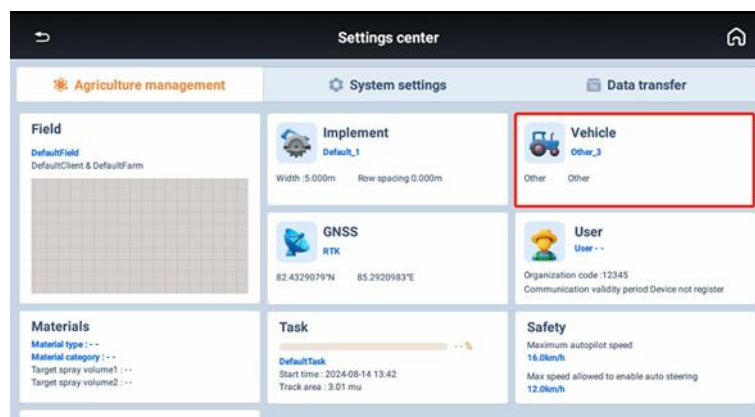 Settings center
Agriculture management
System settings
Data transfer
Field
DefaultField
DefaultClient & DefaultFarm
Implement
Default_1
Width :5.000m Row spacing:0.000m
Vehicle
Other_3
Other Other
GNSS
RTK
82.4329079°N 85.2920983°E
User
User - -
Organization code :12345
Communication validity period:Device not register
Materials
Material type : - -
Material category : - -
Target spray volume1 : - -
Target spray volume2 : - -
Task
- - %
DefaultTask
Start time : 2024-08-14 13:42
Track area : 3.01 mu
Safety
Maximum autopilot speed
16.0km/h
Max speed allowed to enable auto steering
12.0km/h